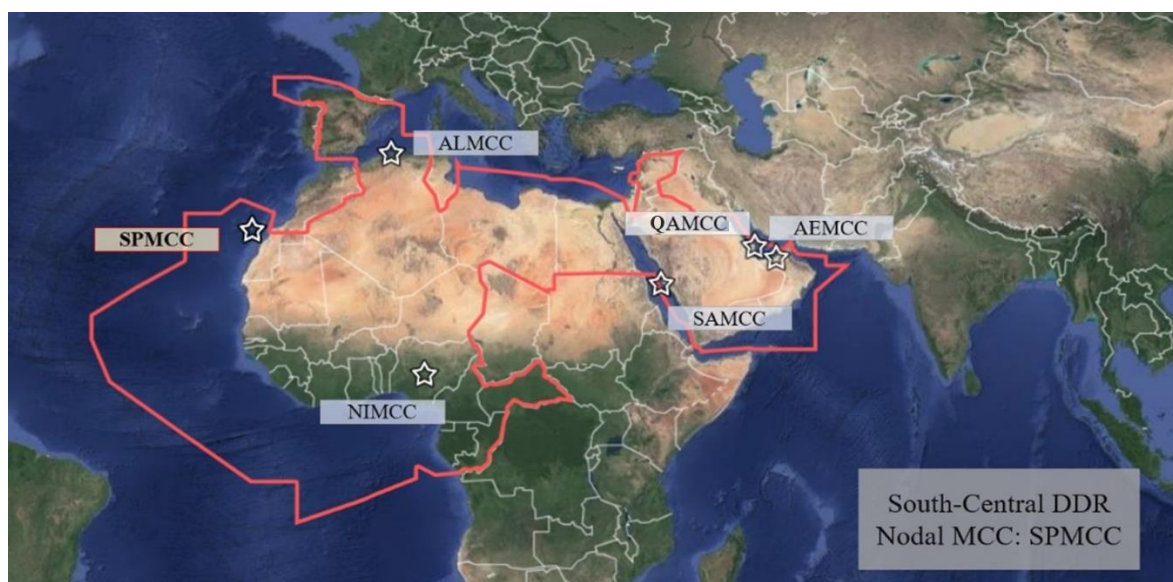 ALMCC
QAMCC
AEMCC
SPMCC
SAMCC
NIMCC
South-Central DDR
Nodal MCC: SPMCC